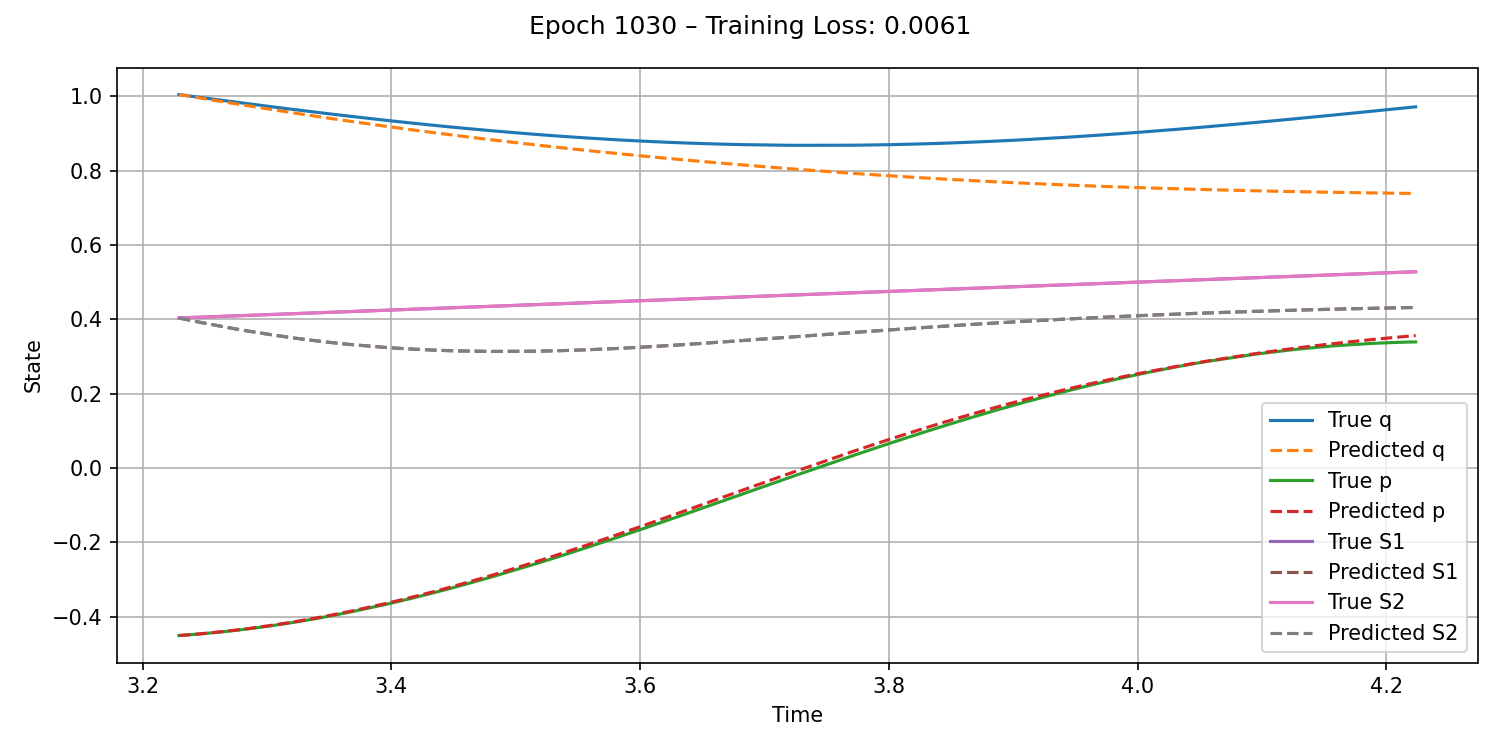 Epoch 1030 – Training Loss: 0.0061
1.0
0.8
0.6
0.4
0.2
0.0
−0.2
−0.4
State
3.2
3.4
3.6
3.8
4.0
4.2
Time
True q
Predicted q
True p
Predicted p
True S1
Predicted S1
True S2
Predicted S2